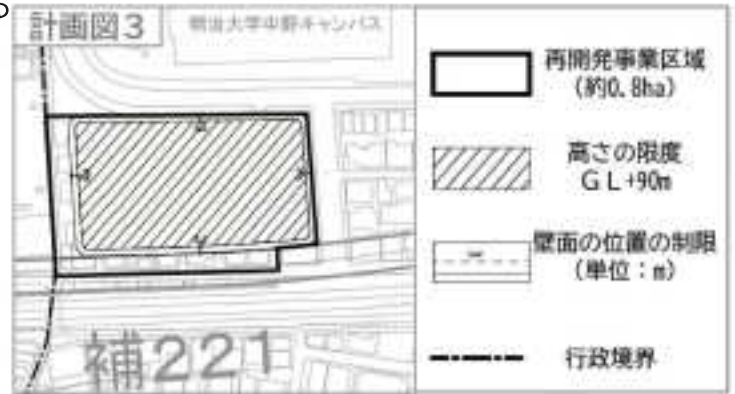 計画図3
明治大学中野キャンパス
補221
再開発事業区域
(約0.8ha)
高さの限度
GL+90m
壁面の位置の制限
(単位:m)
行政境界